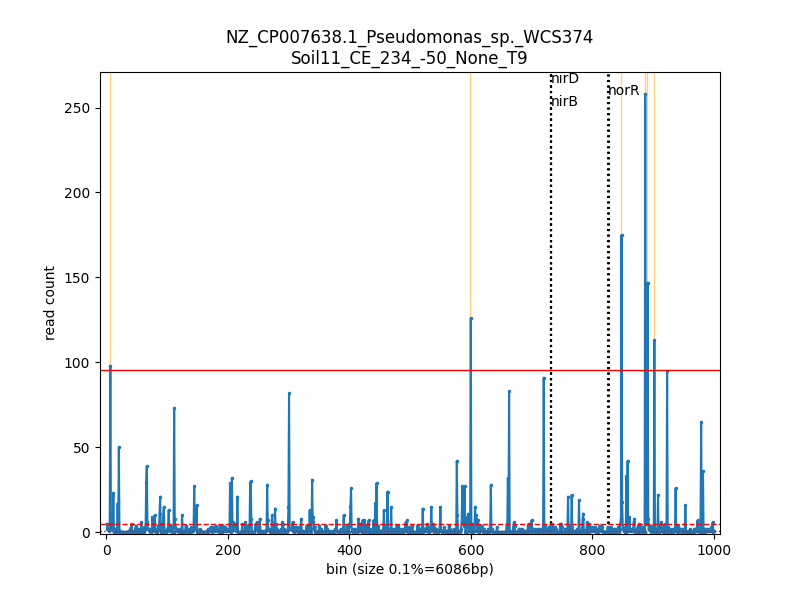 NZ_CP007638.1_Pseudomonas_sp._WCS374
Soil11_CE_234_-50_None_T9
nirD
norR
nirB
250
200
150
100
50
0
read count
0 200 400 600 800 1000
bin (size 0.1%=6086bp)